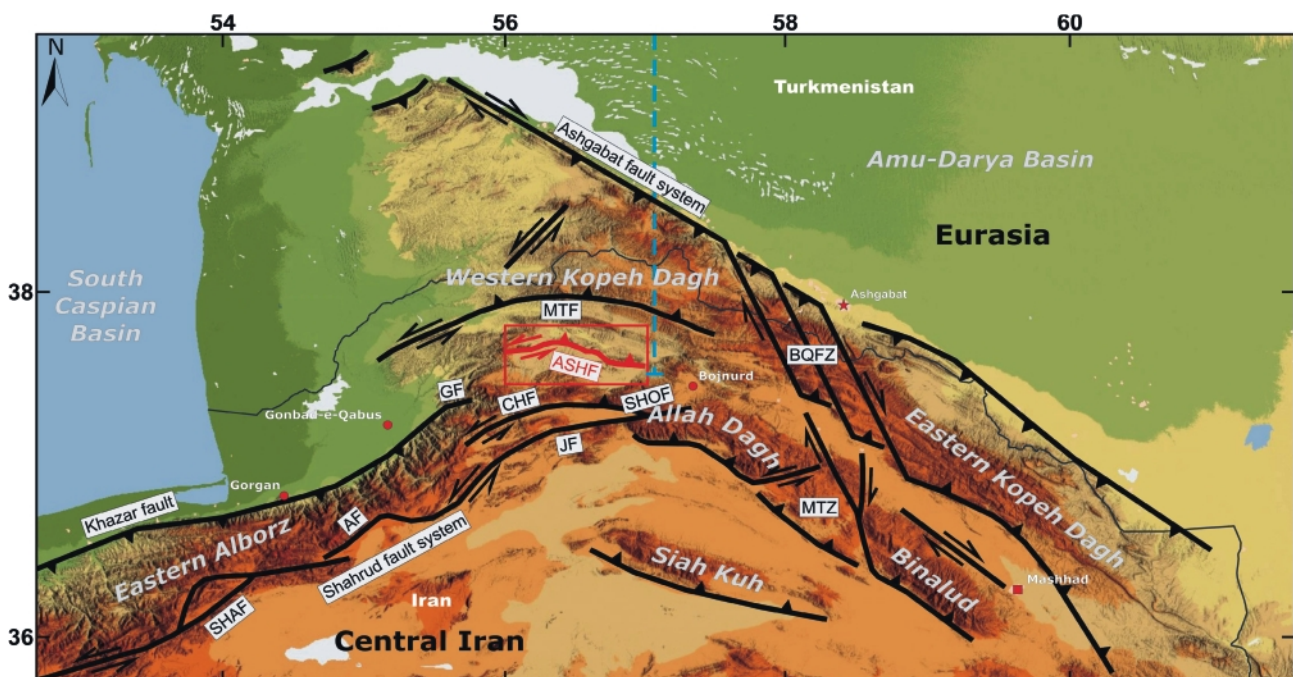 54 56 58 60
N
Turkmenistan
Ashgabat fault system
Amu-Darya Basin
Eurasia
South
Caspian
Basin
38
Western Kopeh Dagh
Ashgabat
MTF
BQFZ
ASHF
Bojnurd
GF
CHF
SHOF
Gonbad-e-Qabus
Allah Dagh
JF
Eastern Kopeh Dagh
Gorgan
Khazar fault
AF
MTZ
Eastern Alborz
Shahrud fault system
Siah Kuh
Binalud
Mashhad
SHAF
Iran
36
Central Iran